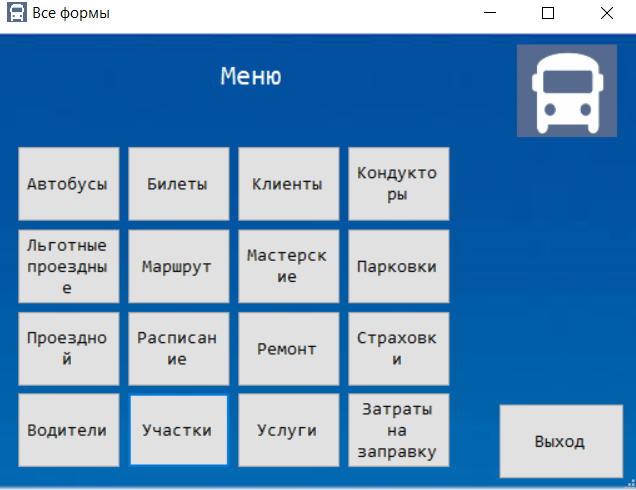 Все формы
Меню
Автобусы
Билеты
Клиенты
Кондукто
ры
Льготные
проездны
е
Маршрут
Мастерск
ие
Парковки
Проездно
й
Расписан
ие
Ремонт
Страховк
и
Водители
Участки
Услуги
Затраты
на
заправку
Выход